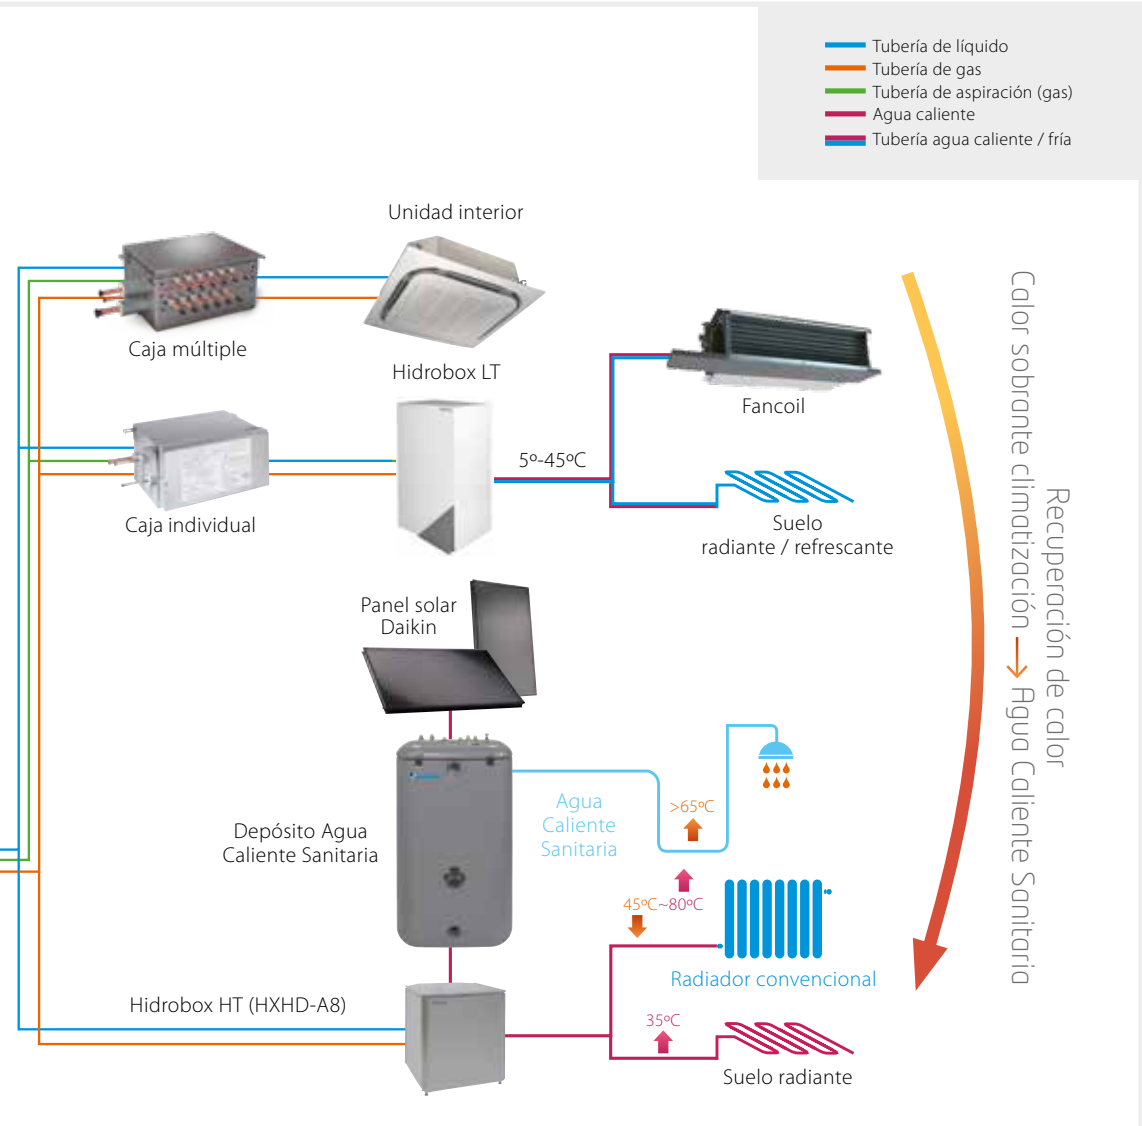 Tubería de líquido
Tubería de gas
Tubería de aspiración (gas)
Agua caliente
Tubería agua caliente / fría
Unidad interior
Caja múltiple
Hidrobox LT
Fancoil
5º-45ºC
Caja individual
Suelo
radiante / refrescante
Panel solar
Daikin
Recuperación de calor
Calor sobrante climatización → Agua Caliente Sanitaria
Agua
Caliente
Sanitaria
>65ºC
Depósito Agua
Caliente Sanitaria
45ºC~80ºC
Radiador convencional
Hidrobox HT (HXHD-A8)
35ºC
Suelo radiante